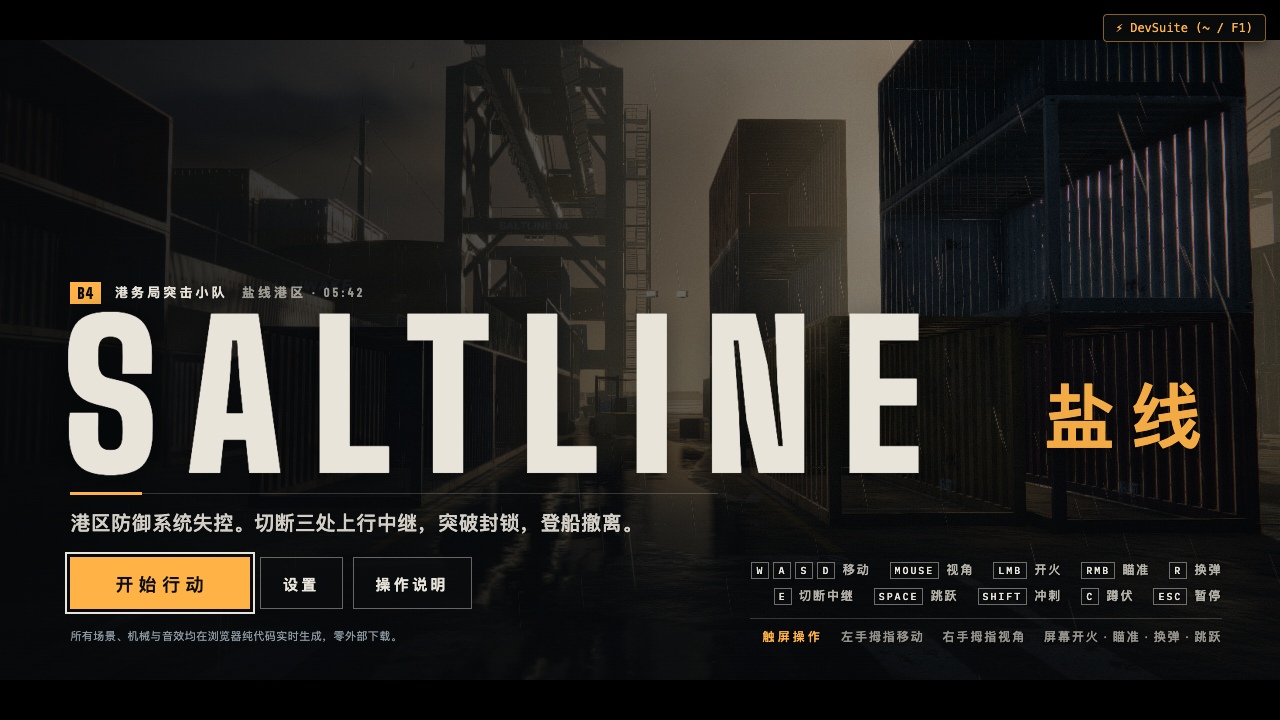 ⚡ DevSuite (~ / F1)
B4 港务局突击小队 盐线港区 · 05:42
SALTLINE 盐线
港区防御系统失控。切断三处上行中继，突破封锁，登船撤离。
开始行动 设置 操作说明
W A S D 移动 MOUSE 视角 LMB 开火 RMB 瞄准 R 换弹
E 切断中继 SPACE 跳跃 SHIFT 冲刺 C 蹲伏 ESC 暂停
所有场景、机械与音效均在浏览器纯代码实时生成，零外部下载。
触屏操作 左手拇指移动 右手拇指视角 屏幕开火 · 瞄准 · 换弹 · 跳跃